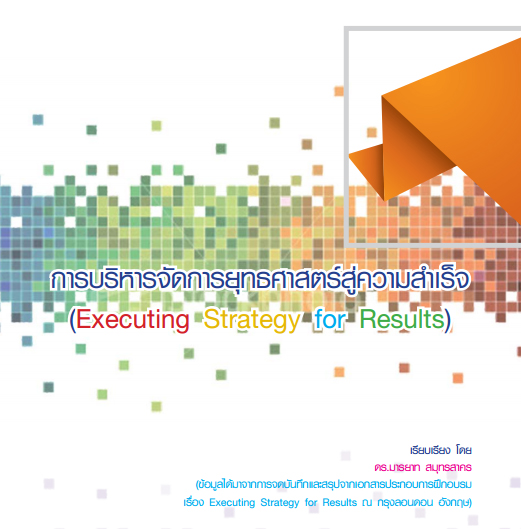 การบริหารจัดการยุทธศาสตร์สู่ความสำเร็จ
(Executing Strategy for Results)
เรียบเรียง โดย
ดร.มารยาท สมุทรสาคร
(ข้อมูลได้มาจากการจดบันทึกและสรุปจากเอกสารประกอบการฝึกอบรม
เรื่อง Executing Strategy for Results ณ กรุงลอนดอน อังกฤษ)